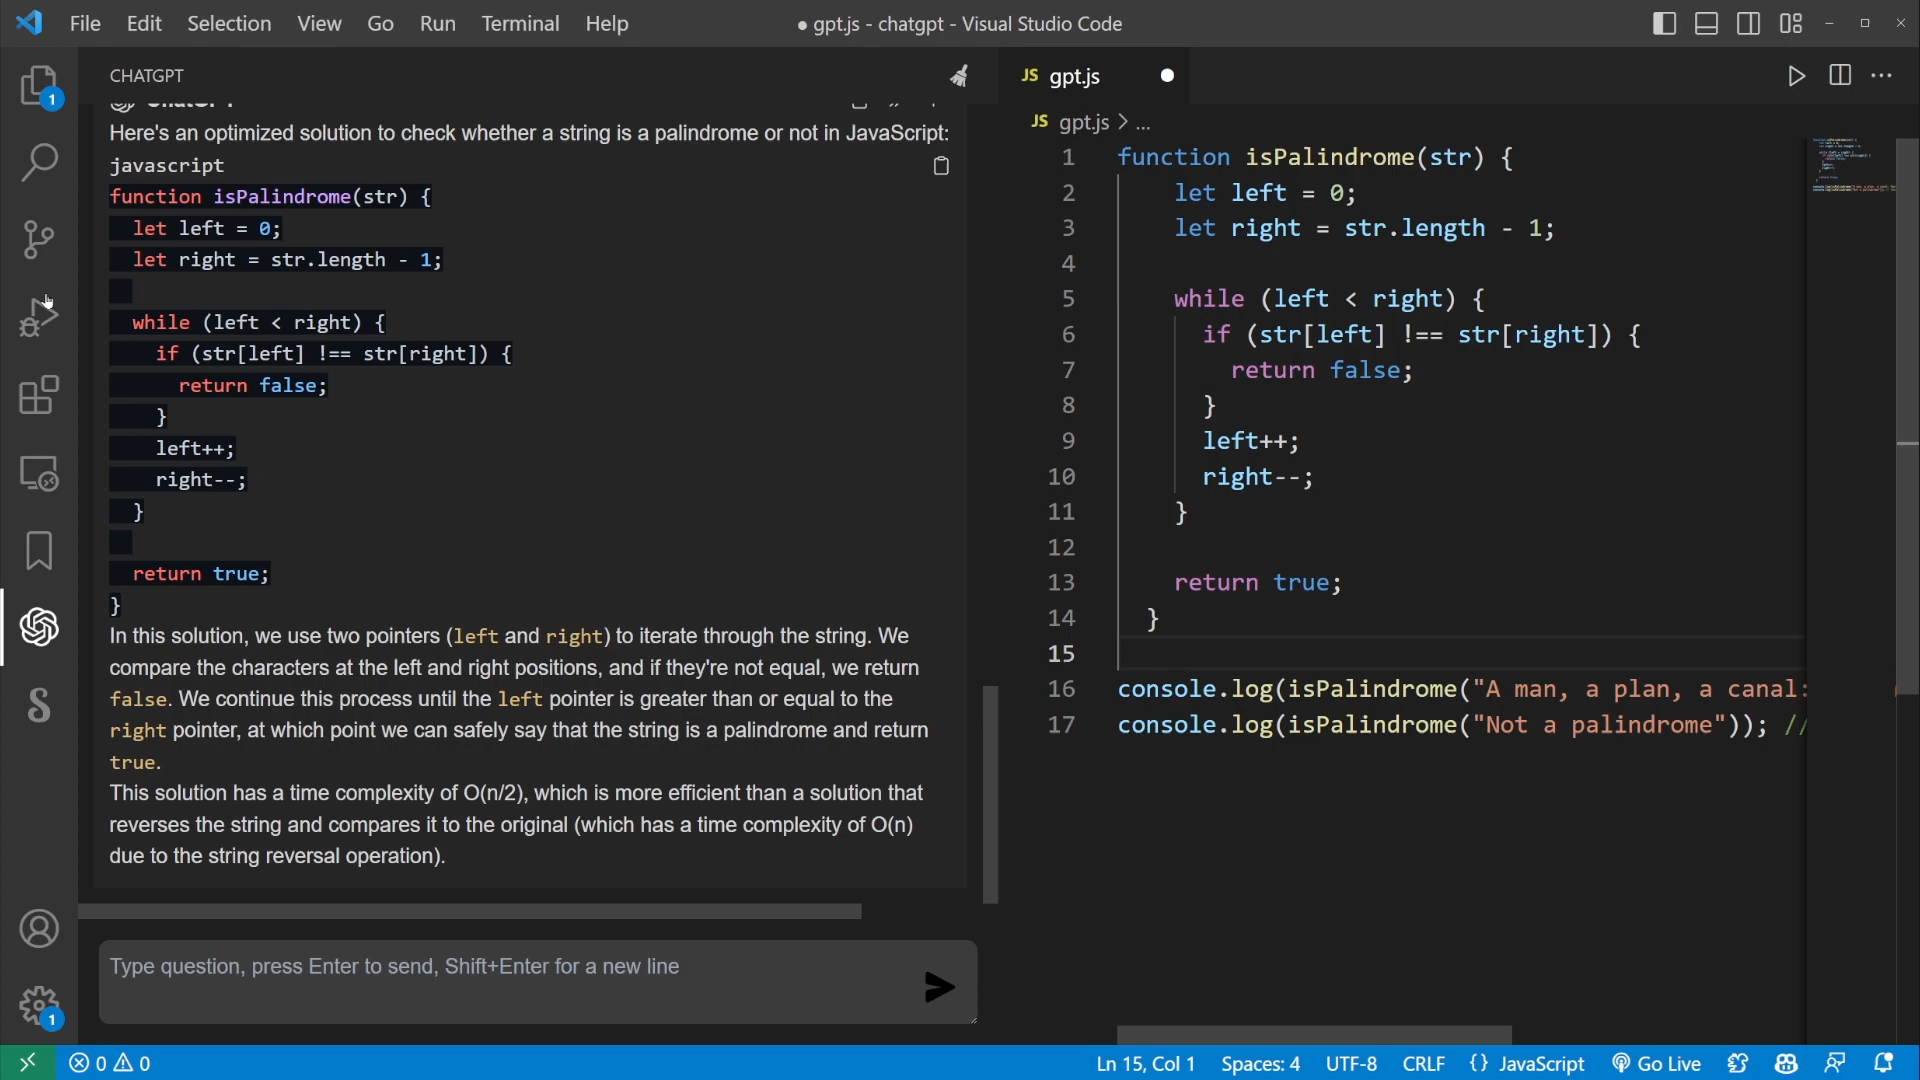 File Edit Selection View Go Run Terminal Help
● gpt.js - chatgpt - Visual Studio Code
CHATGPT
Here's an optimized solution to check whether a string is a palindrome or not in JavaScript:
javascript
function isPalindrome(str) {
let left = 0;
let right = str.length - 1;
while (left < right) {
if (str[left] !== str[right]) {
return false;
}
left++;
right--;
}
return true;
}
In this solution, we use two pointers (left and right) to iterate through the string. We
compare the characters at the left and right positions, and if they're not equal, we return
false. We continue this process until the left pointer is greater than or equal to the
right pointer, at which point we can safely say that the string is a palindrome and return
true.
This solution has a time complexity of O(n/2), which is more efficient than a solution that
reverses the string and compares it to the original (which has a time complexity of O(n)
due to the string reversal operation).
Type question, press Enter to send, Shift+Enter for a new line
JS gpt.js
JS gpt.js > ...
1 function isPalindrome(str) {
2 let left = 0;
3 let right = str.length - 1;
4
5 while (left < right) {
6 if (str[left] !== str[right]) {
7 return false;
8 }
9 left++;
10 right--;
11 }
12
13 return true;
14 }
15
16 console.log(isPalindrome("A man, a plan, a canal:
17 console.log(isPalindrome("Not a palindrome")); //
1
1
0 0
Ln 15, Col 1 Spaces: 4 UTF-8 CRLF {} JavaScript Go Live